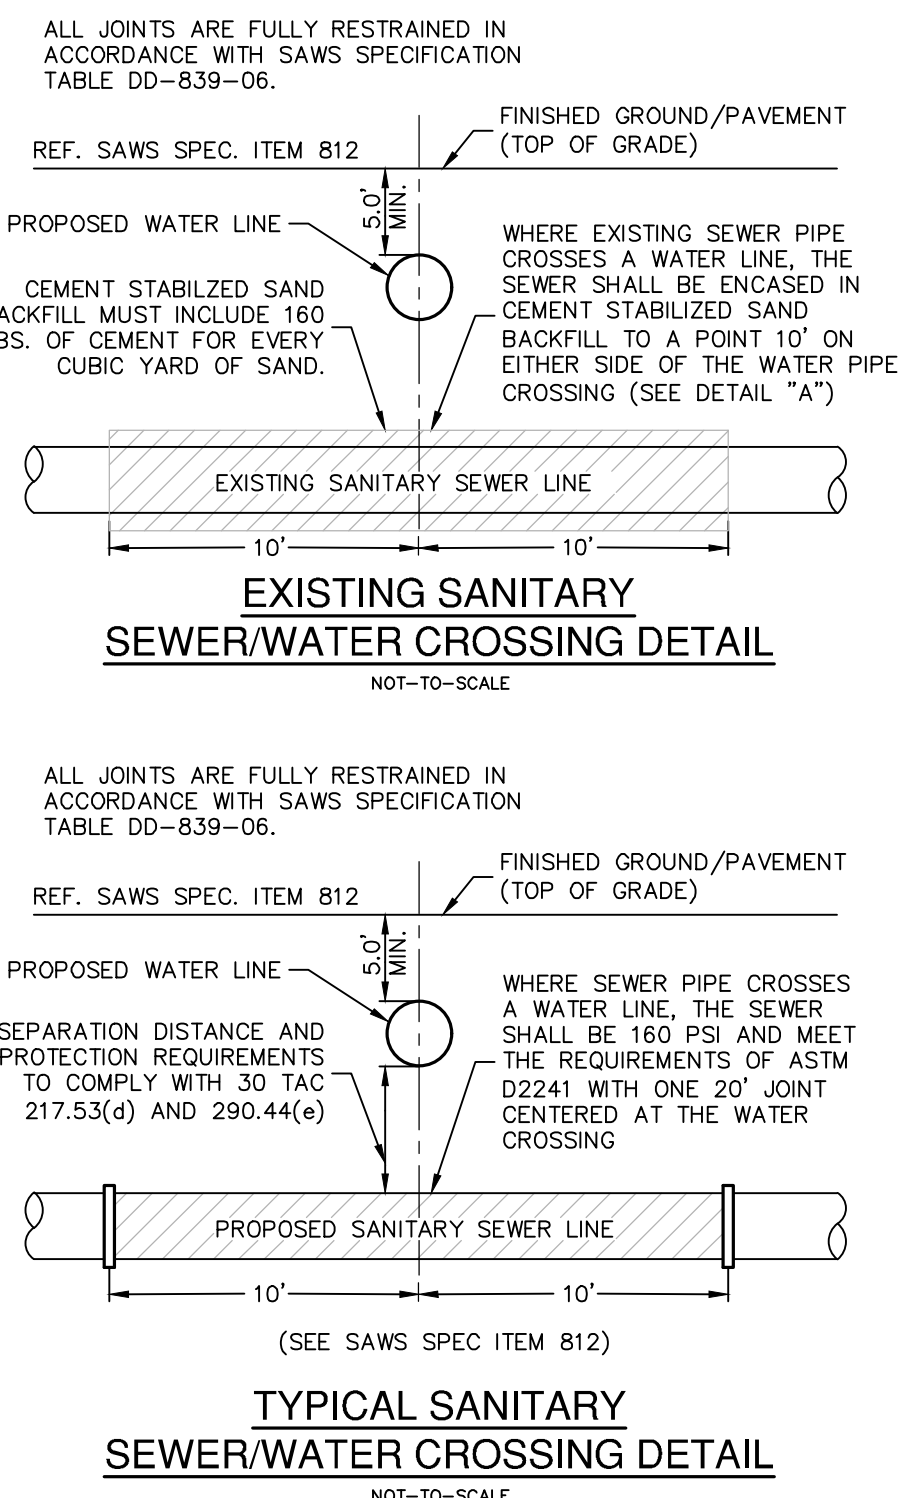 ALL JOINTS ARE FULLY RESTRAINED IN
ACCORDANCE WITH SAWS SPECIFICATION
TABLE DD-839-06.
FINISHED GROUND/PAVEMENT
(TOP OF GRADE)
REF. SAWS SPEC. ITEM 812
5.0'
MIN.
PROPOSED WATER LINE
CEMENT STABILZED SAND
ACKFILL MUST INCLUDE 160
BS. OF CEMENT FOR EVERY
CUBIC YARD OF SAND.
WHERE EXISTING SEWER PIPE
CROSSES A WATER LINE, THE
SEWER SHALL BE ENCASED IN
CEMENT STABILIZED SAND
BACKFILL TO A POINT 10' ON
EITHER SIDE OF THE WATER PIPE
CROSSING (SEE DETAIL "A")
EXISTING SANITARY SEWER LINE
10' 10'
EXISTING SANITARY
SEWER/WATER CROSSING DETAIL
NOT-TO-SCALE
ALL JOINTS ARE FULLY RESTRAINED IN
ACCORDANCE WITH SAWS SPECIFICATION
TABLE DD-839-06.
FINISHED GROUND/PAVEMENT
(TOP OF GRADE)
REF. SAWS SPEC. ITEM 812
5.0'
MIN.
PROPOSED WATER LINE
SEPARATION DISTANCE AND
PROTECTION REQUIREMENTS
TO COMPLY WITH 30 TAC
217.53(d) AND 290.44(e)
WHERE SEWER PIPE CROSSES
A WATER LINE, THE SEWER
SHALL BE 160 PSI AND MEET
THE REQUIREMENTS OF ASTM
D2241 WITH ONE 20' JOINT
CENTERED AT THE WATER
CROSSING
PROPOSED SANITARY SEWER LINE
10' 10'
(SEE SAWS SPEC ITEM 812)
TYPICAL SANITARY
SEWER/WATER CROSSING DETAIL
NOT-TO-SCALE